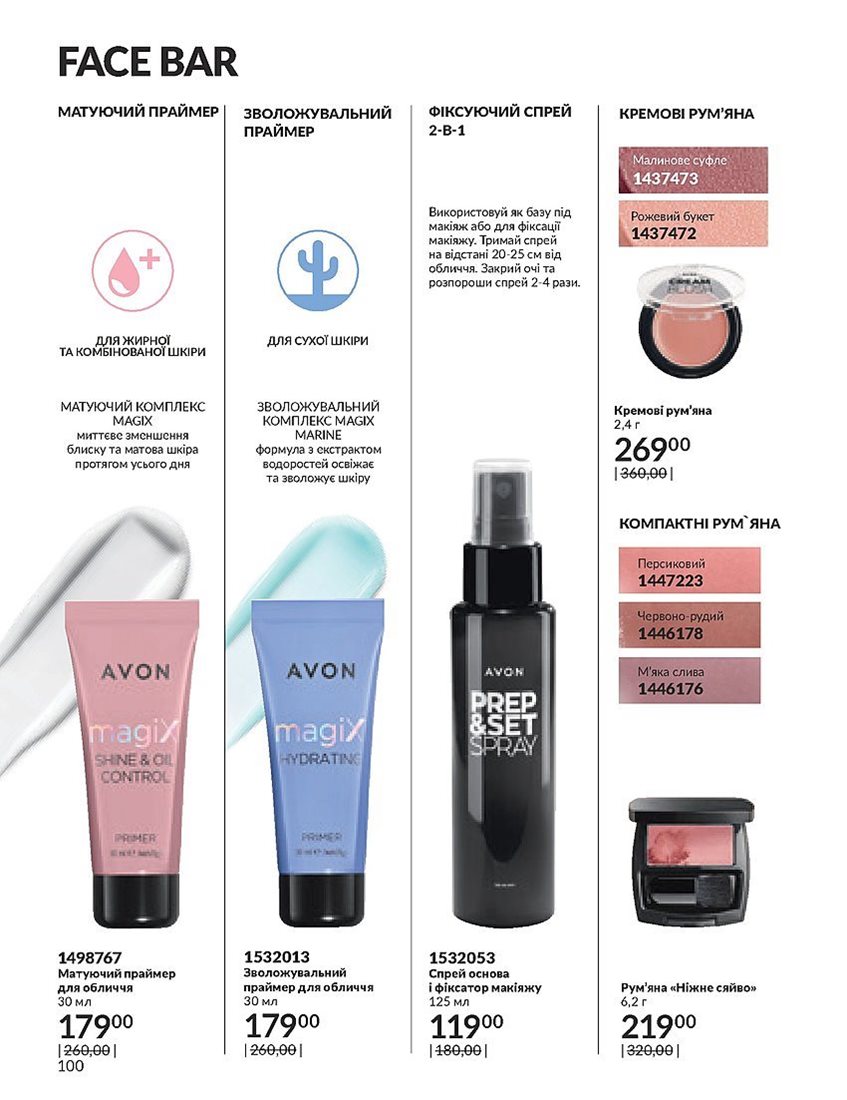 FACE BAR
МАТУЮЧИЙ ПРАЙМЕР
ДЛЯ ЖИРНОЇ
ТА КОМБІНОВАНОЇ ШКІРИ
МАТУЮЧИЙ КОМПЛЕКС
MAGIX
миттєве зменшення
блиску та матова шкіра
протягом усього дня
AVON
magiX
SHINE & OIL
CONTROL
PRIMER
1498767
Матуючий праймер
для обличчя
30 мл
179⁰⁰
|260,00|
ЗВОЛОЖУВАЛЬНИЙ
ПРАЙМЕР
ДЛЯ СУХОЇ ШКІРИ
ЗВОЛОЖУВАЛЬНИЙ
КОМПЛЕКС MAGIX
MARINE
формула з екстрактом
водоростей освіжає
та зволожує шкіру
AVON
magiX
HYDRATING
PRIMER
1532013
Зволожувальний
праймер для обличчя
30 мл
179⁰⁰
|260,00|
ФІКСУЮЧИЙ СПРЕЙ
2-В-1
Використовуй як базу під
макіяж або для фіксації
макіяжу. Тримай спрей
на відстані 20-25 см від
обличчя. Закрий очі та
розпороши спрей 2-4 рази.
AVON
PREP
&SET
SPRAY
1532053
Спрей основа
і фіксатор макіяжу
125 мл
119⁰⁰
|180,00|
КРЕМОВІ РУМ'ЯНА
Малинове суфле
1437473
Рожевий букет
1437472
AVON
CREAM
BLUSH
Кремові рум'яна
2,4 г
269⁰⁰
|360,00|
КОМПАКТНІ РУМ`ЯНА
Персиковий
1447223
Червоно-рудий
1446178
М'яка слива
1446176
Рум'яна «Ніжне сяйво»
6,2 г
219⁰⁰
|320,00|
100